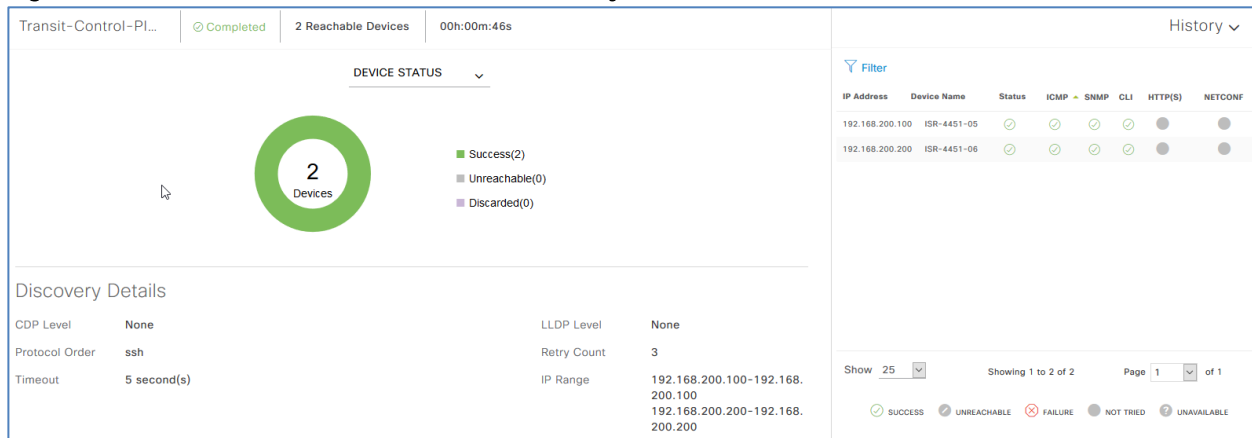 Transit-Control-Pl...
Completed
2 Reachable Devices
00h:00m:46s
History
DEVICE STATUS
2
Devices
Success(2)
Unreachable(0)
Discarded(0)
Filter
IP Address Device Name Status ICMP SNMP CLI HTTP(S) NETCONF
192.168.200.100 ISR-4451-05
192.168.200.200 ISR-4451-06
Discovery Details
CDP Level None LLDP Level None
Protocol Order ssh Retry Count 3
Timeout 5 second(s) IP Range 192.168.200.100-192.168.
200.100
192.168.200.200-192.168.
200.200
Show 25 Showing 1 to 2 of 2 Page 1 of 1
SUCCESS UNREACHABLE FAILURE NOT TRIED UNAVAILABLE